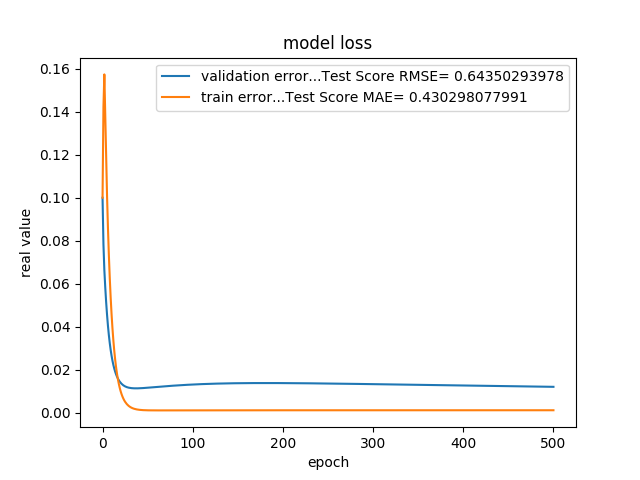 model loss
validation error...Test Score RMSE= 0.64350293978
train error...Test Score MAE= 0.430298077991
real value
0.16
0.14
0.12
0.10
0.08
0.06
0.04
0.02
0.00
0 100 200 300 400 500
epoch